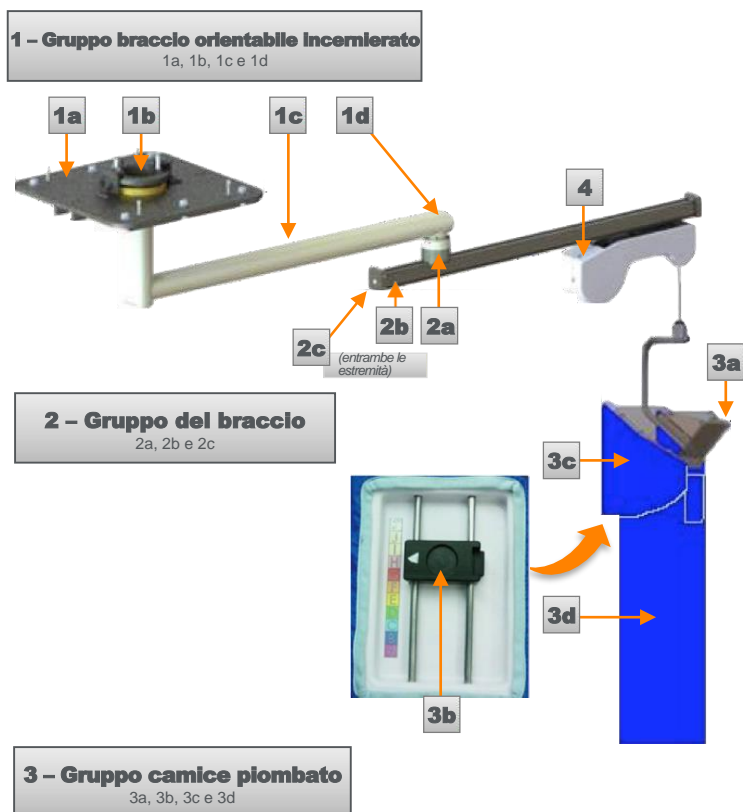 1 – Gruppo braccio orientabile incernierato
1a, 1b, 1c e 1d
1a
1b
1c
1d
4
2c
2b
2a
(entrambe le
estremità)
3a
2 – Gruppo del braccio
2a, 2b e 2c
3c
3d
3b
3 – Gruppo camice piombato
3a, 3b, 3c e 3d